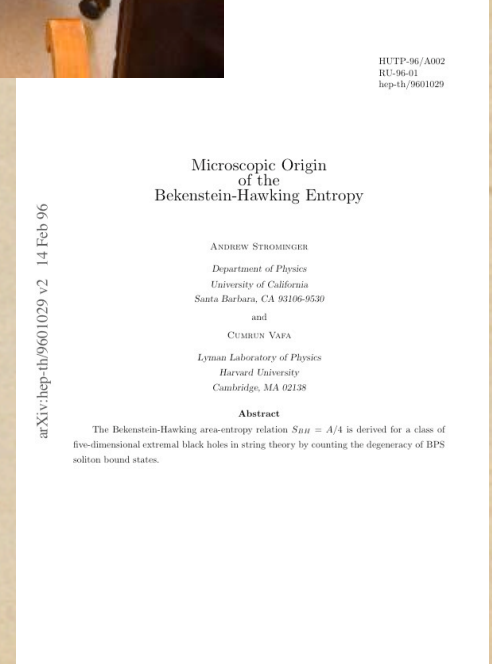 HUTP-96/A002
RU-96-01
hep-th/9601029
Microscopic Origin
of the
Bekenstein-Hawking Entropy
Andrew Strominger
Department of Physics
University of California
Santa Barbara, CA 93106-9530
and
Cumrun Vafa
Lyman Laboratory of Physics
Harvard University
Cambridge, MA 02138
Abstract
The Bekenstein-Hawking area-entropy relation S_BH = A/4 is derived for a class of
five-dimensional extremal black holes in string theory by counting the degeneracy of BPS
soliton bound states.
arXiv:hep-th/9601029 v2 14 Feb 96